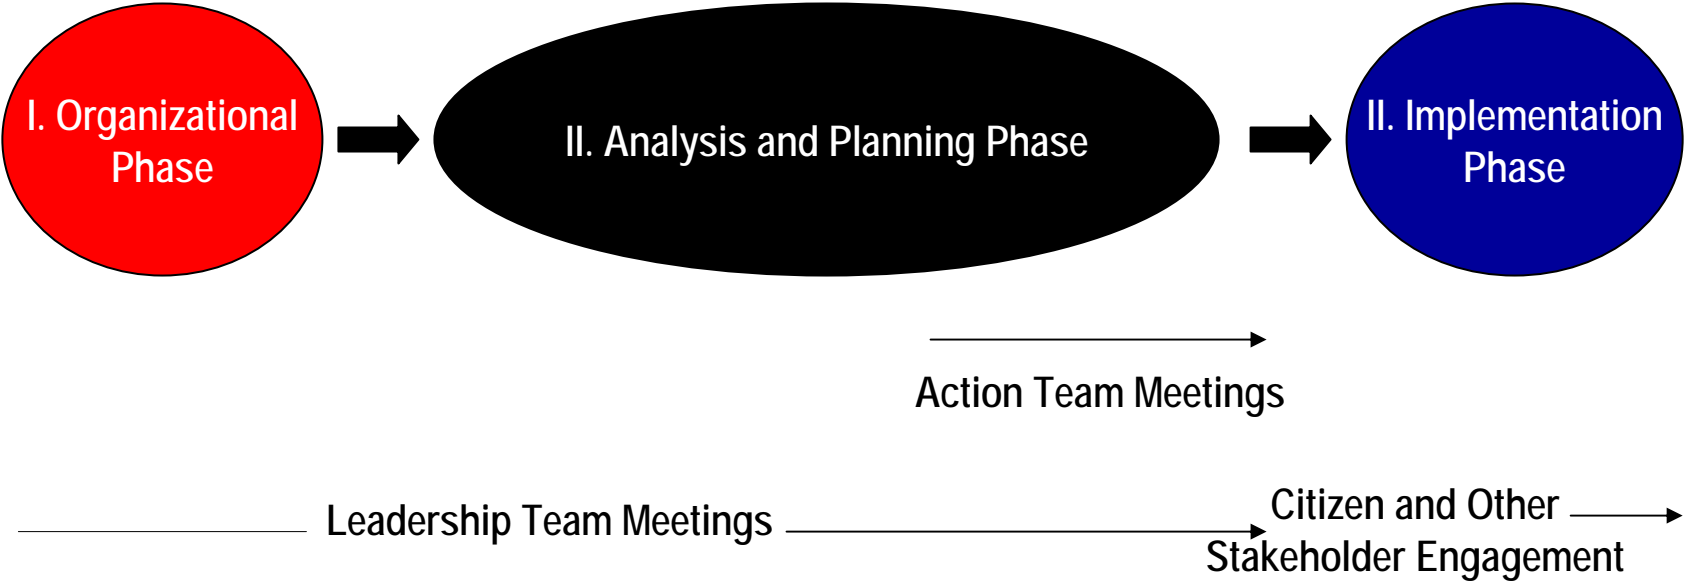 I. Organizational
Phase
II. Analysis and Planning Phase
II. Implementation
Phase
Action Team Meetings
Leadership Team Meetings
Citizen and Other
Stakeholder Engagement